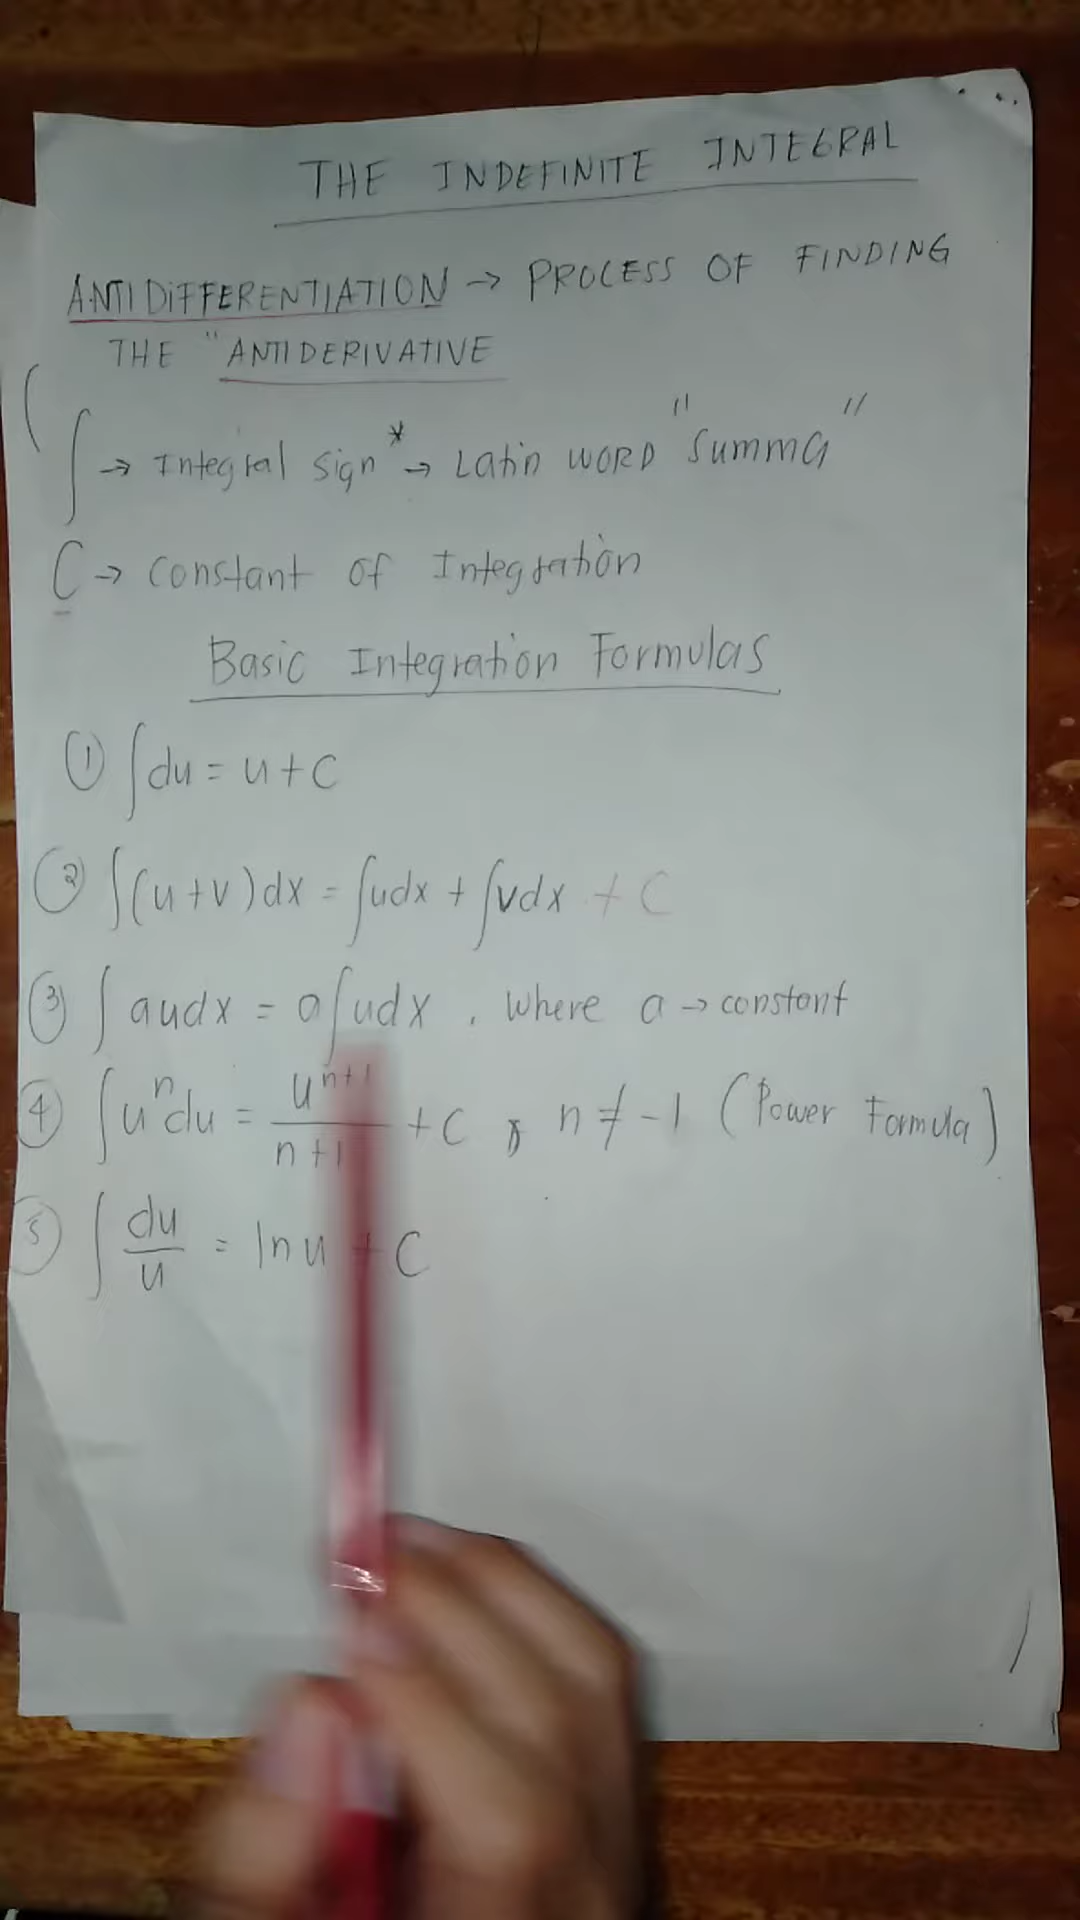 THE INDEFINITE INTEGRAL
ANTIDIFFERENTIATION → PROCESS OF FINDING
THE "ANTIDERIVATIVE
∫ → Integral sign * → Latin WORD "Summa"
C → constant of Integration
Basic Integration Formulas
① ∫du = u + C
② ∫(u+v)dx = ∫udx + ∫vdx + C
③ ∫audx = a∫udx , where a → constant
④ ∫uⁿdu = uⁿ⁺¹/n+1 + C , n ≠ -1 (Power Formula)
⑤ ∫du/u = ln u + C